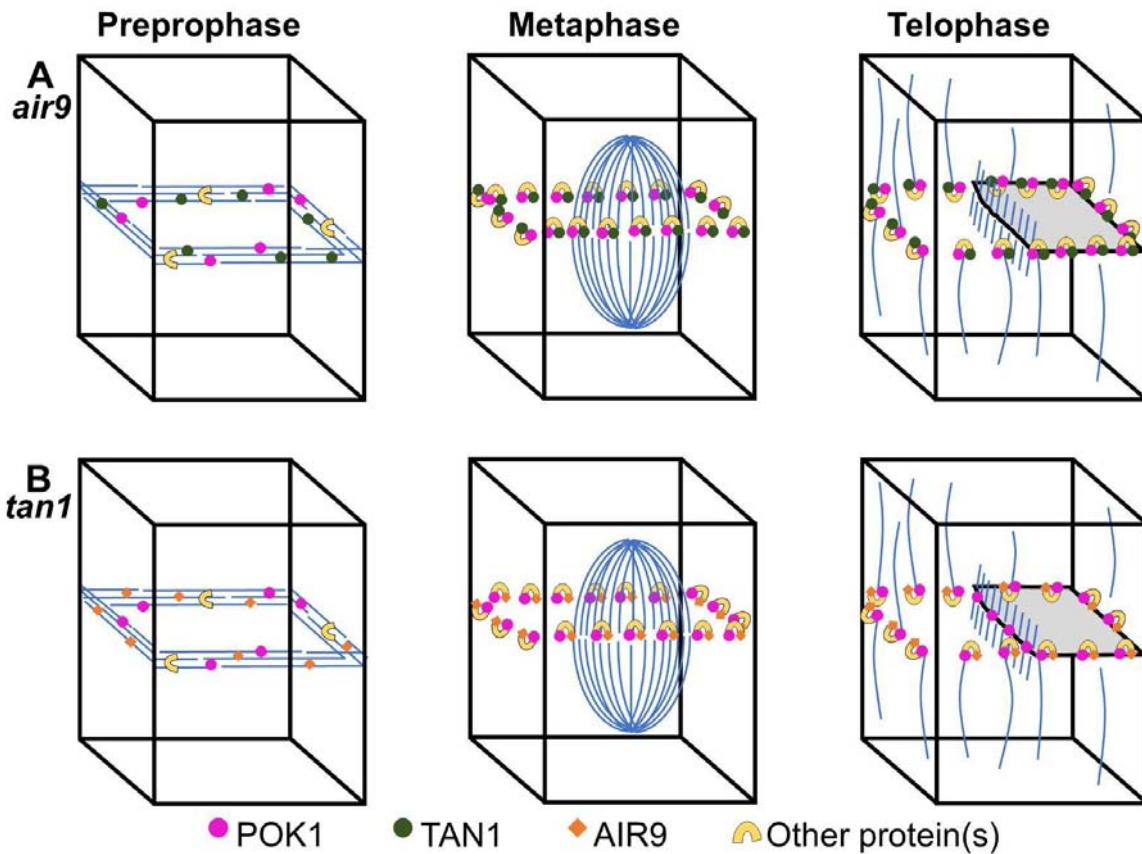 Preprophase Metaphase Telophase
A
air9
B
tan1
POK1 TAN1 AIR9 Other protein(s)